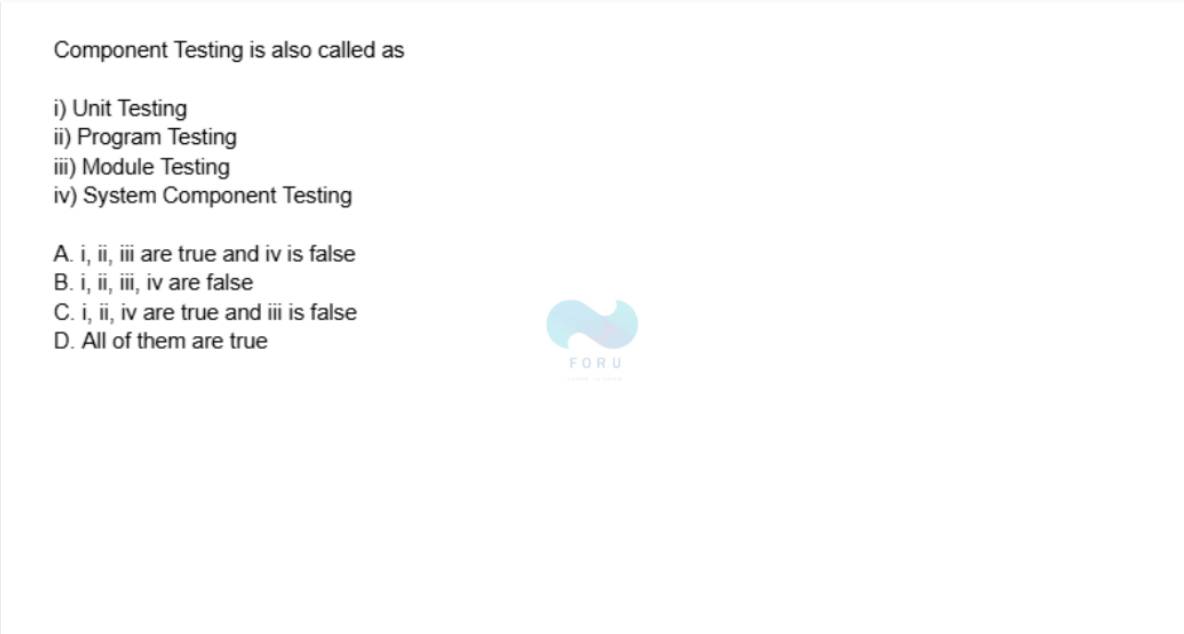 Component Testing is also called as
i) Unit Testing
ii) Program Testing
iii) Module Testing
iv) System Component Testing
A. i, ii, iii are true and iv is false
B. i, ii, iii, iv are false
C. i, ii, iv are true and iii is false
D. All of them are true
FORU